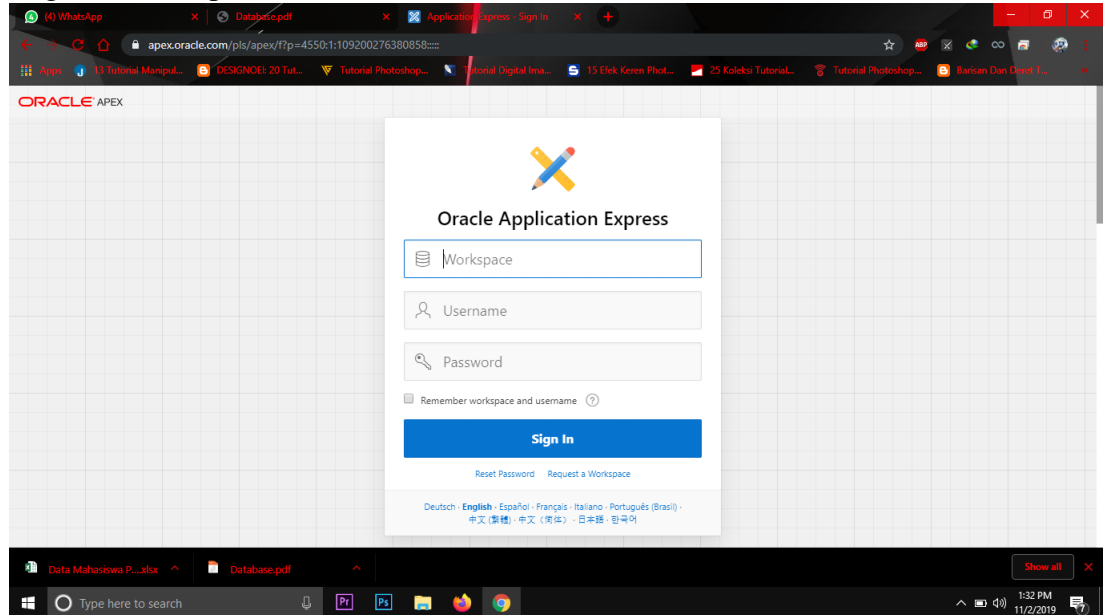 (4) WhatsApp
Database.pdf
Application Express - Sign In
apex.oracle.com/pls/apex/f?p=4550:1:109200276380858:::::
ABP
Apps
13 Tutorial Manipul...
DESIGNOEI: 20 Tut...
Tutorial Photoshop...
Tutorial Digital Ima...
15 Efek Keren Phot...
25 Koleksi Tutorial...
Tutorial Photoshop...
Barisan Dan Deret T...
ORACLE APEX
Oracle Application Express
Workspace
Username
Password
Remember workspace and username ?
Sign In
Reset Password Request a Workspace
Deutsch · English · Español · Français · Italiano · Português (Brasil) ·
中文 (繁體) · 中文（简体） · 日本語 · 한국어
Data Mahasiswa P....xlsx
Database.pdf
Show all
Type here to search
Pr
Ps
1:32 PM
11/2/2019
7